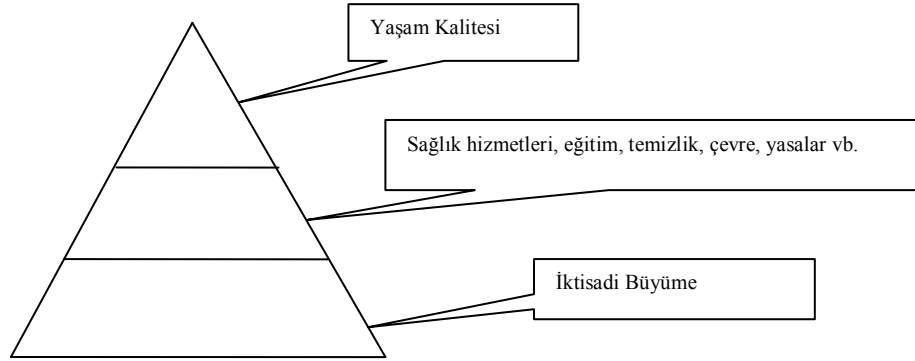 Yaşam Kalitesi
Sağlık hizmetleri, eğitim, temizlik, çevre, yasalar vb.
İktisadi Büyüme